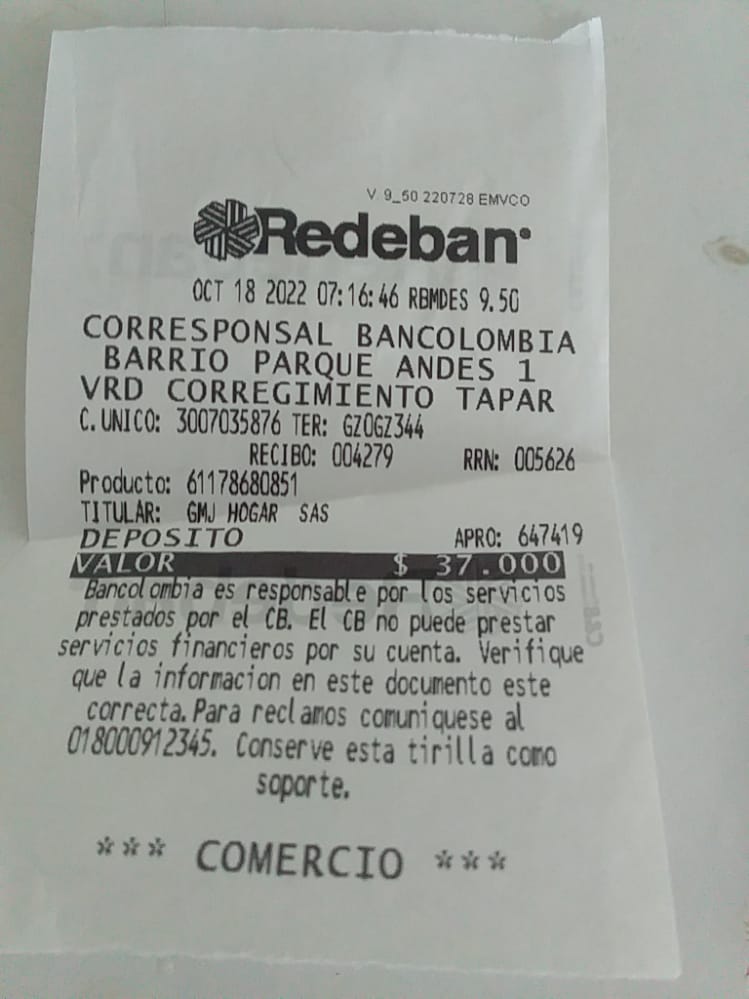 V 9_50 220728 EMVCO
Redeban
OCT 18 2022 07:16:46 RBMDES 9.50
CORRESPONSAL BANCOLOMBIA
BARRIO PARQUE ANDES 1
VRD CORREGIMIENTO TAPAR
C.UNICO: 3007035876 TER: GZ0GZ344
RECIBO: 004279 RRN: 005626
Producto: 61178680851
TITULAR: GMJ HOGAR SAS
DEPOSITO APRO: 647419
VALOR $ 37.000
Bancolombia es responsable por los servicios
prestados por el CB. El CB no puede prestar
servicios financieros por su cuenta. Verifique
que la informacion en este documento este
correcta.Para reclamos comuniquese al
018000912345. Conserve esta tirilla como
soporte.
*** COMERCIO ***